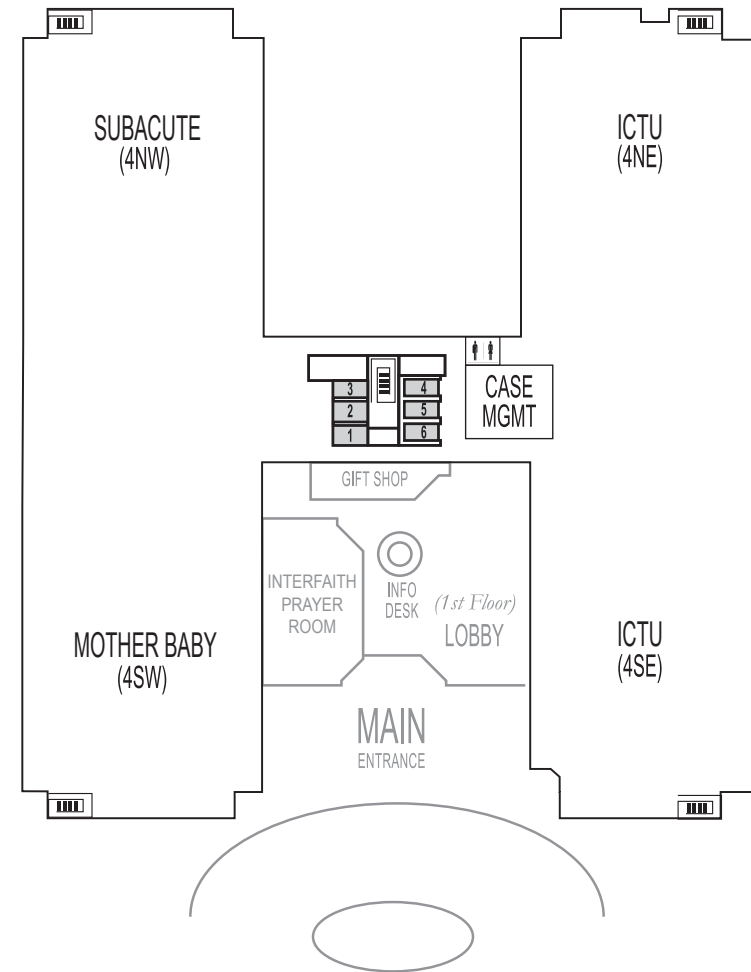 SUBACUTE
(4NW)
ICTU
(4NE)
3
4
2
5
1
6
CASE
MGMT
GIFT SHOP
INTERFAITH
PRAYER
ROOM
INFO
DESK
(1st Floor)
LOBBY
MOTHER BABY
(4SW)
ICTU
(4SE)
MAIN
ENTRANCE